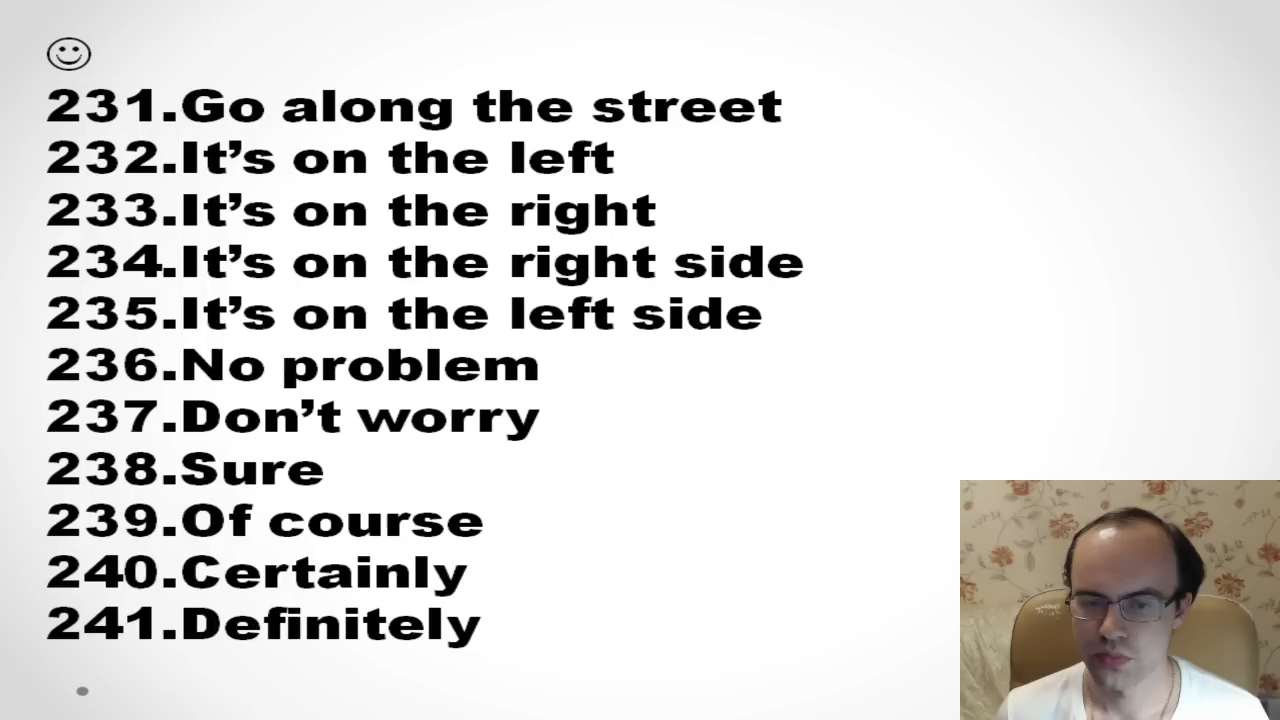 231.Go along the street
232.It’s on the left
233.It’s on the right
234.It’s on the right side
235.It’s on the left side
236.No problem
237.Don’t worry
238.Sure
239.Of course
240.Certainly
241.Definitely